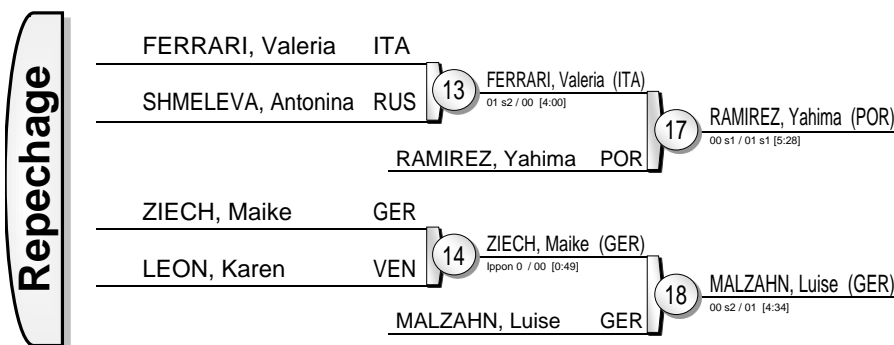 Repechage
FERRARI, Valeria ITA
SHMELEVA, Antonina RUS
13
FERRARI, Valeria (ITA)
01 s2 / 00 [4:00]
RAMIREZ, Yahima POR
17
RAMIREZ, Yahima (POR)
00 s1 / 01 s1 [5:28]
ZIECH, Maike GER
LEON, Karen VEN
14
ZIECH, Maike (GER)
Ippon 0 / 00 [0:49]
MALZAHN, Luise GER
18
MALZAHN, Luise (GER)
00 s2 / 01 [4:34]